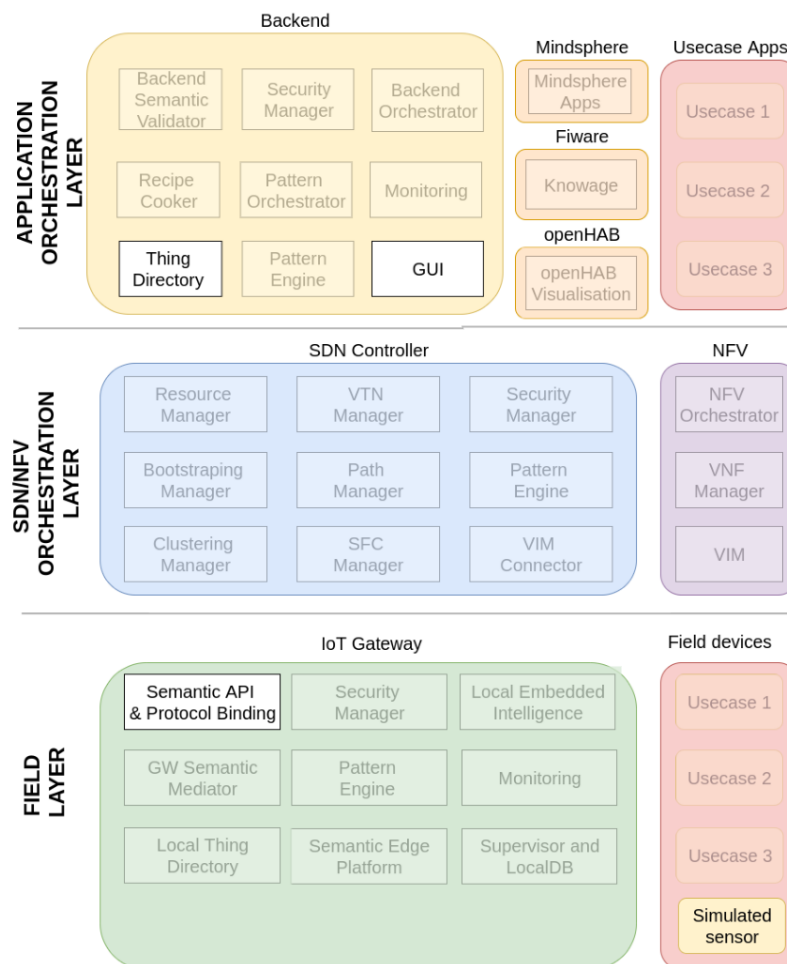 Backend
Mindsphere
Usecase Apps
APPLICATION
ORCHESTRATION
LAYER
Backend
Semantic
Validator
Security
Manager
Backend
Orchestrator
Recipe
Cooker
Pattern
Orchestrator
Monitoring
Thing
Directory
Pattern
Engine
GUI
Mindsphere
Apps
Fiware
Knowage
openHAB
openHAB
Visualisation
Usecase 1
Usecase 2
Usecase 3
SDN/NFV
ORCHESTRATION
LAYER
SDN Controller
Resource
Manager
VTN
Manager
Security
Manager
Bootstraping
Manager
Path
Manager
Pattern
Engine
Clustering
Manager
SFC
Manager
VIM
Connector
NFV
NFV
Orchestrator
VNF
Manager
VIM
FIELD
LAYER
IoT Gateway
Semantic API
& Protocol Binding
Security
Manager
Local Embedded
Intelligence
GW Semantic
Mediator
Pattern
Engine
Monitoring
Local Thing
Directory
Semantic Edge
Platform
Supervisor and
LocalDB
Field devices
Usecase 1
Usecase 2
Usecase 3
Simulated
sensor